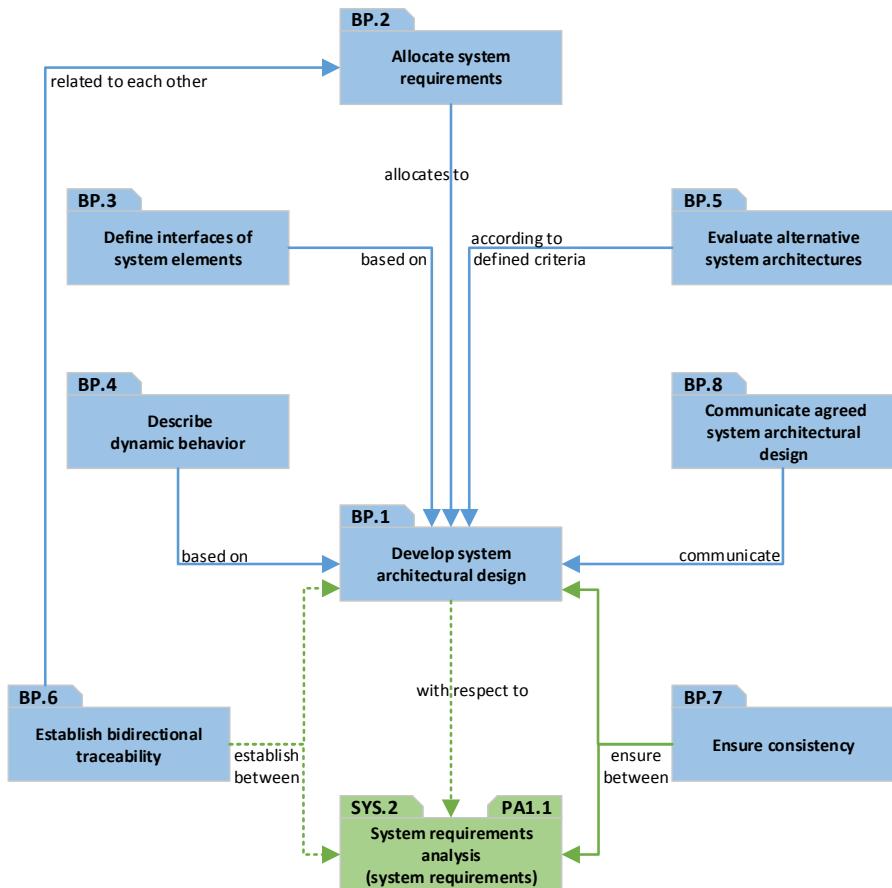 BP.2
Allocate system
requirements
related to each other
allocates to
BP.3
Define interfaces of
system elements
based on
according to
defined criteria
BP.5
Evaluate alternative
system architectures
BP.4
Describe
dynamic behavior
based on
BP.8
Communicate agreed
system architectural
design
communicate
BP.1
Develop system
architectural design
with respect to
BP.6
Establish bidirectional
traceability
establish
between
BP.7
Ensure consistency
ensure
between
SYS.2
PA1.1
System requirements
analysis
(system requirements)